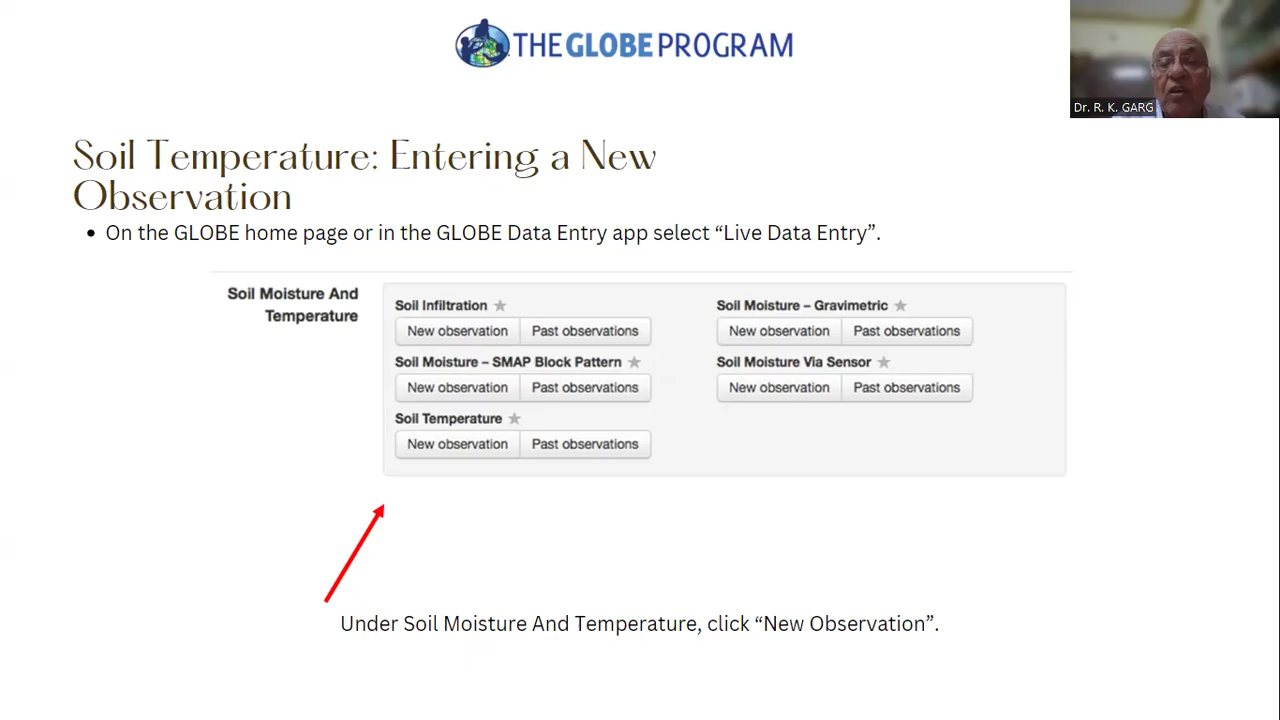 THE GLOBE PROGRAM
Dr. R. K. GARG
Soil Temperature: Entering a New
Observation
• On the GLOBE home page or in the GLOBE Data Entry app select “Live Data Entry”.
Soil Moisture And
Temperature
Soil Infiltration
New observation Past observations
Soil Moisture – Gravimetric
New observation Past observations
Soil Moisture – SMAP Block Pattern
New observation Past observations
Soil Moisture Via Sensor
New observation Past observations
Soil Temperature
New observation Past observations
Under Soil Moisture And Temperature, click “New Observation”.